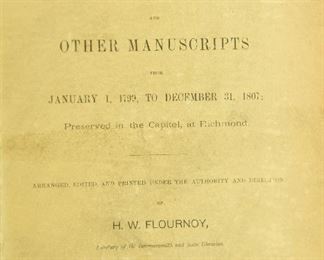 AND
OTHER MANUSCRIPTS
FROM
JANUARY 1, 1799, TO DECEMBER 31, 1807;
Preserved in the Capitol, at Richmond.
ARRANGED, EDITED, AND PRINTED UNDER THE AUTHORITY AND DIRECTION
OF
H. W. FLOURNOY,
Secretary of the Commonwealth and State Librarian.